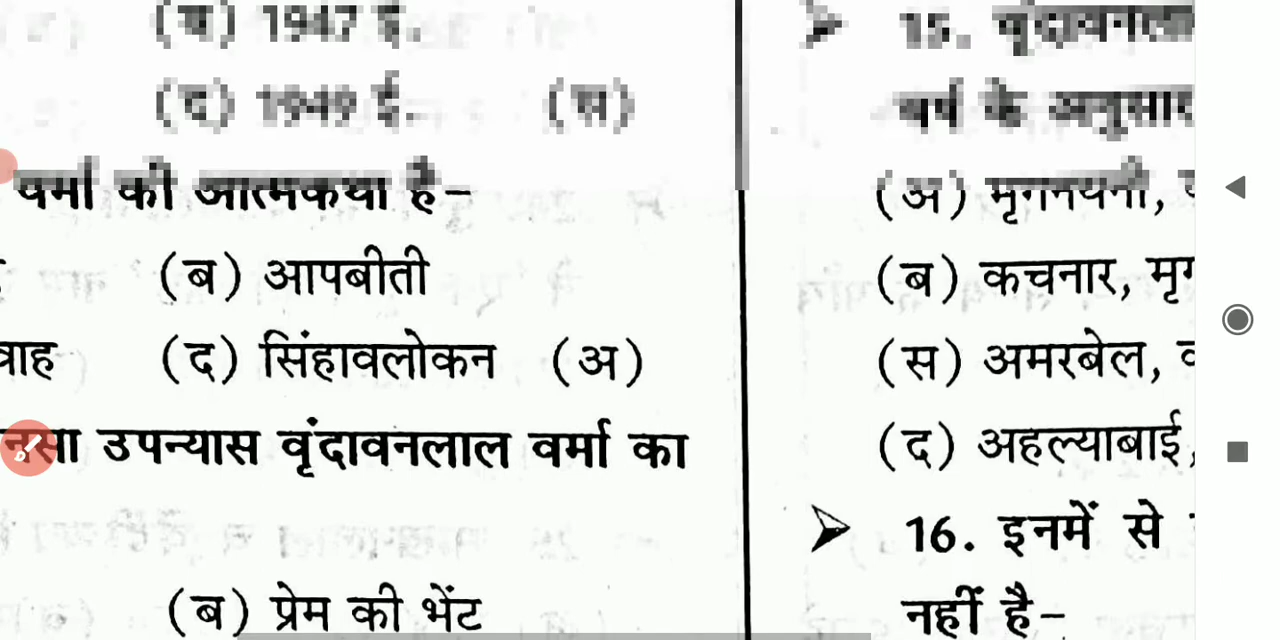 (ब) 1947 ई.
(द) 1949 ई. (स)
वर्मा की आत्मकथा है-
(ब) आपबीती
(द) सिंहावलोकन (अ)
उपन्यास वृंदावनलाल वर्मा का
(ब) प्रेम की भेंट
15.
वर्ष के अनुसार
(अ) मृगनयनी,
(ब) कचनार,
(स) अमरबेल,
(द) अहल्याबाई,
16. इनमें से
नहीं है-